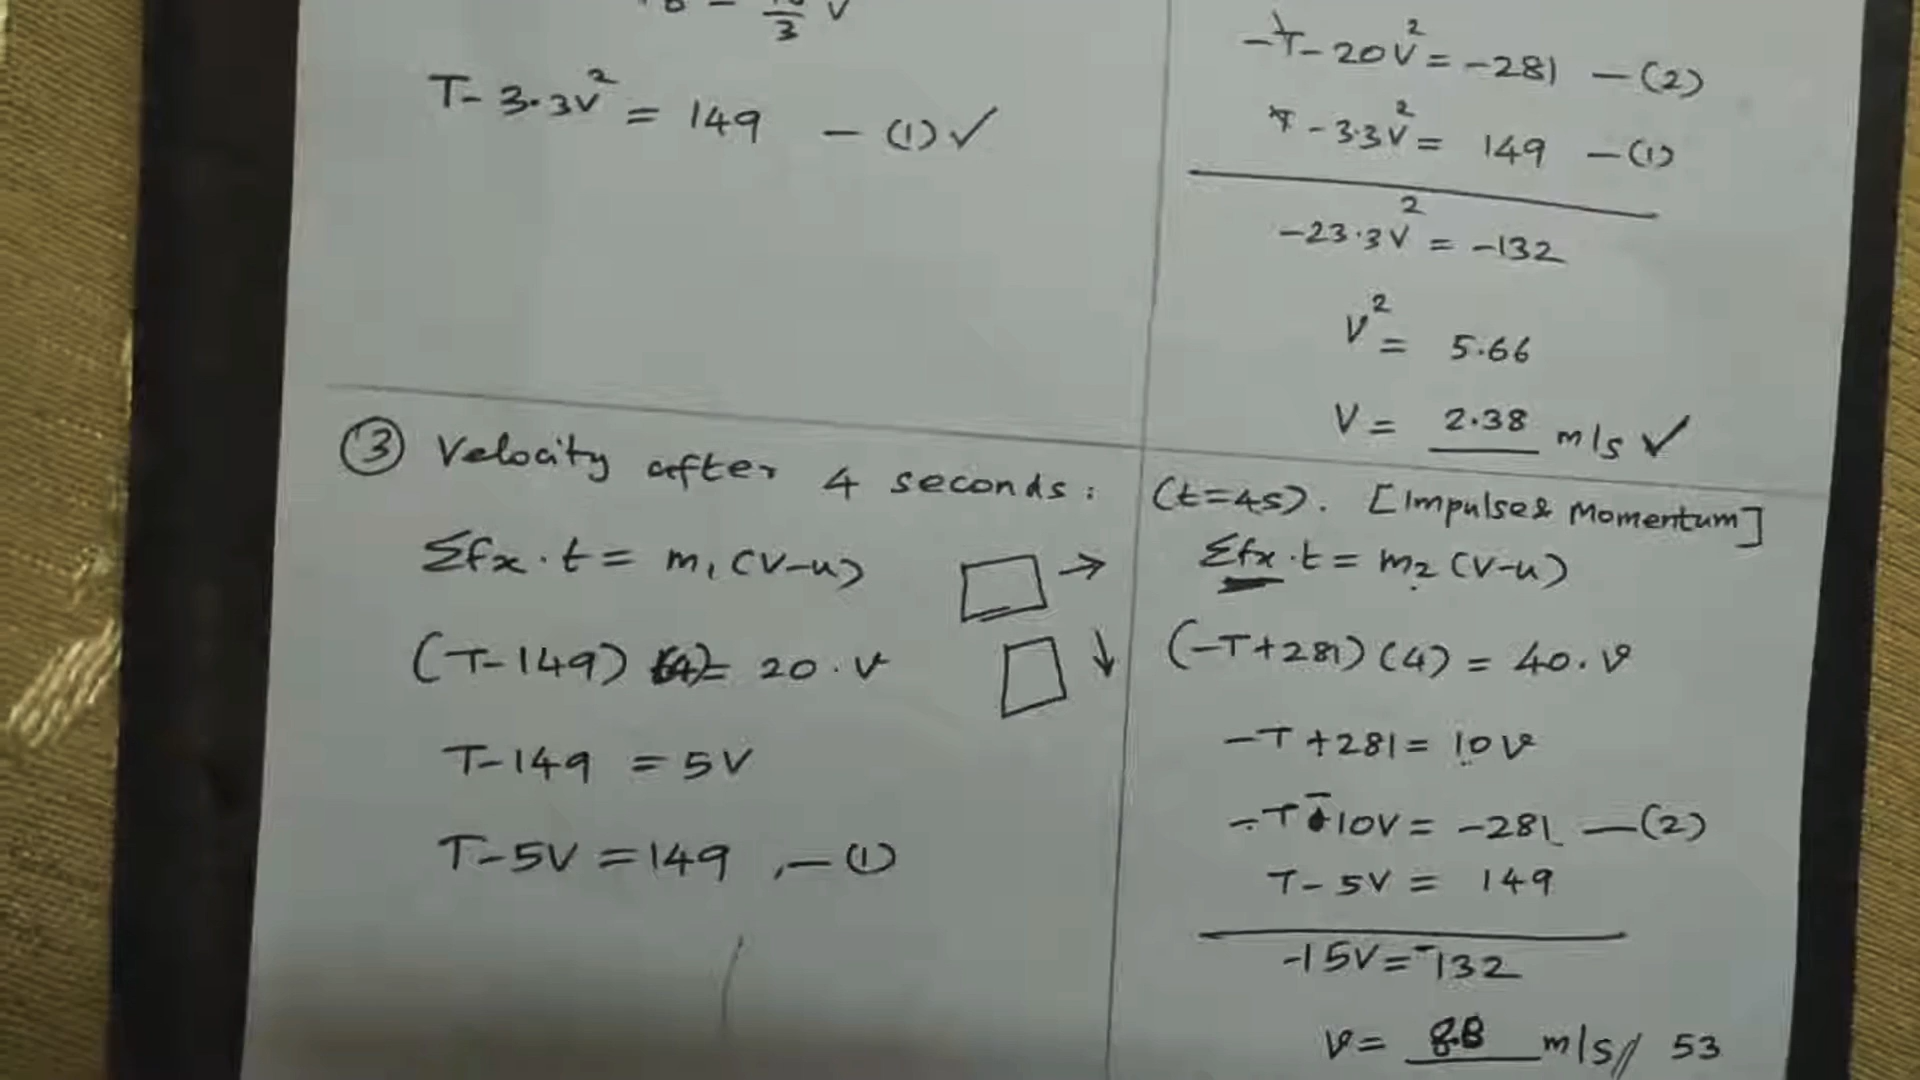 T - 3.3v² = 149 — (1) ✓
-T - 20v² = -281 — (2)
T - 3.3v² = 149 — (1)
-23.3v² = -132
v² = 5.66
V = 2.38 m/s ✓
③ Velocity after 4 seconds: (t=4s). [Impulse & Momentum]
Σfx · t = m₁(v-u) →
(T-149)(4) = 20 · v ↓
T-149 = 5V
T-5V = 149, — (1)
Σfx · t = m₂(v-u)
(-T+281)(4) = 40 · v
-T + 281 = 10v
-T - 10v = -281 — (2)
T - 5v = 149
-15v = -132
v = 8.8 m/s // 53